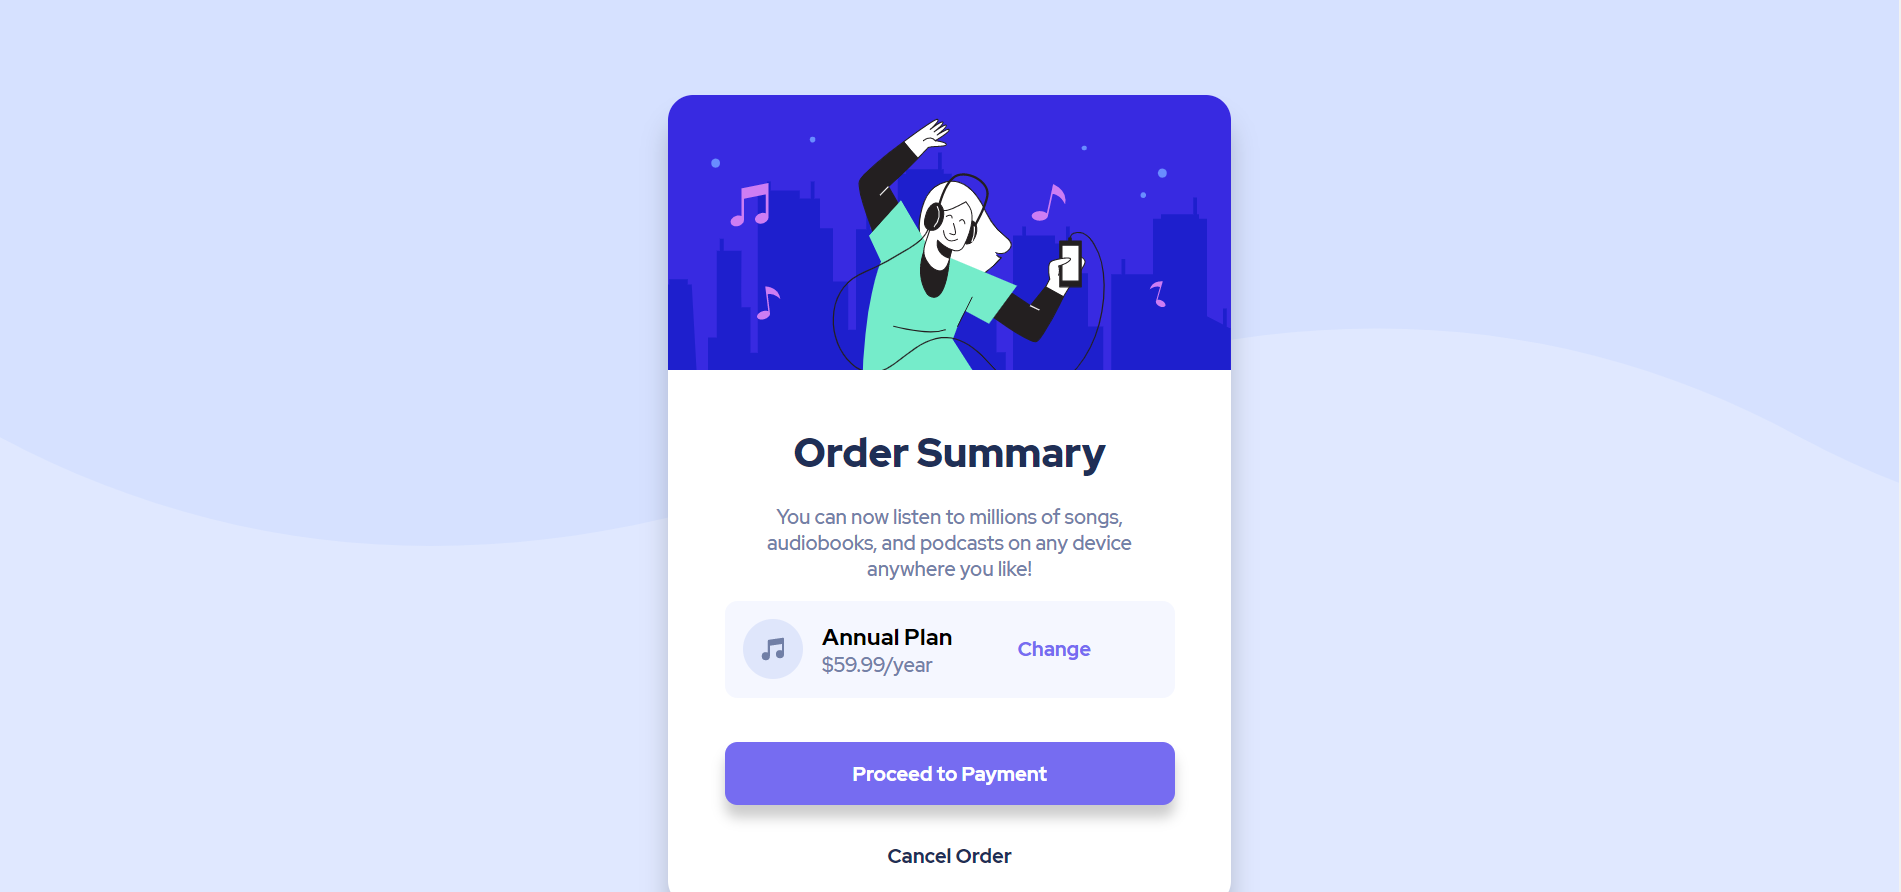 Order Summary
You can now listen to millions of songs,
audiobooks, and podcasts on any device
anywhere you like!
Annual Plan
$59.99/year
Change
Proceed to Payment
Cancel Order